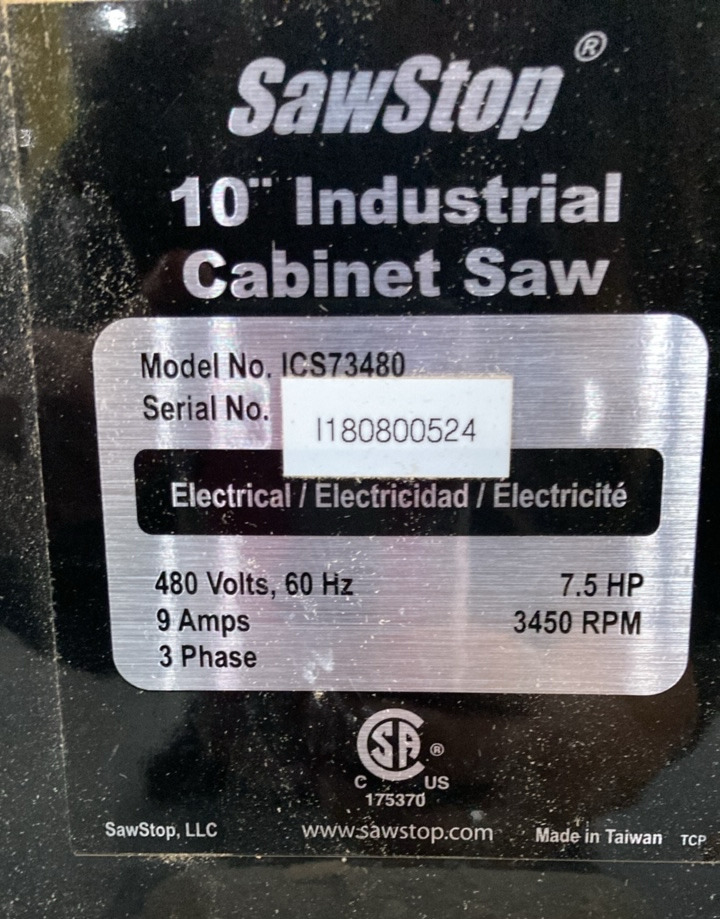 SawStop®
10" Industrial
Cabinet Saw
Model No. ICS73480
Serial No. I180800524
Electrical / Electricidad / Électricité
480 Volts, 60 Hz 7.5 HP
9 Amps 3450 RPM
3 Phase
SA®
C US
175370
SawStop, LLC www.sawstop.com Made in Taiwan TCP